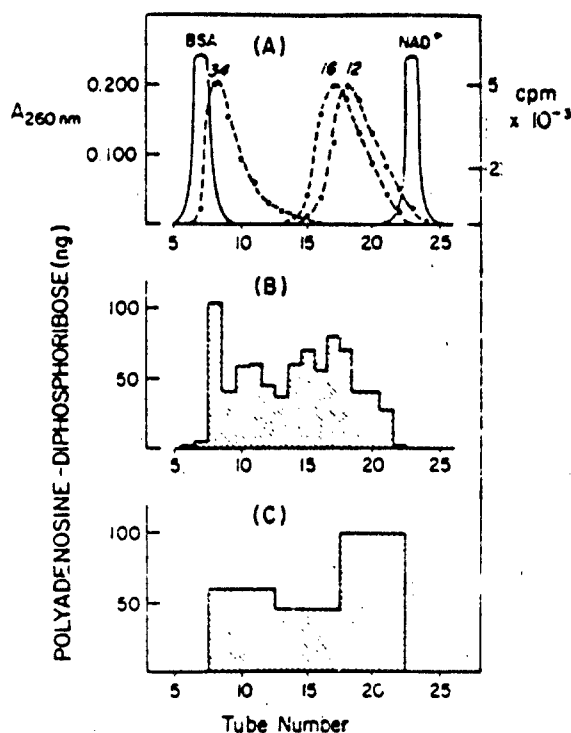 BSA (A) NAD+
34 16 12
A260 nm
0.200
0.100
5
2
cpm
x 10-3
5 10 15 20 25
POLYADENOSINE-DIPHOSPHORIBOSE (ng)
(B)
100
50
5 10 15 20 25
(C)
100
50
5 10 15 20 25
Tube Number